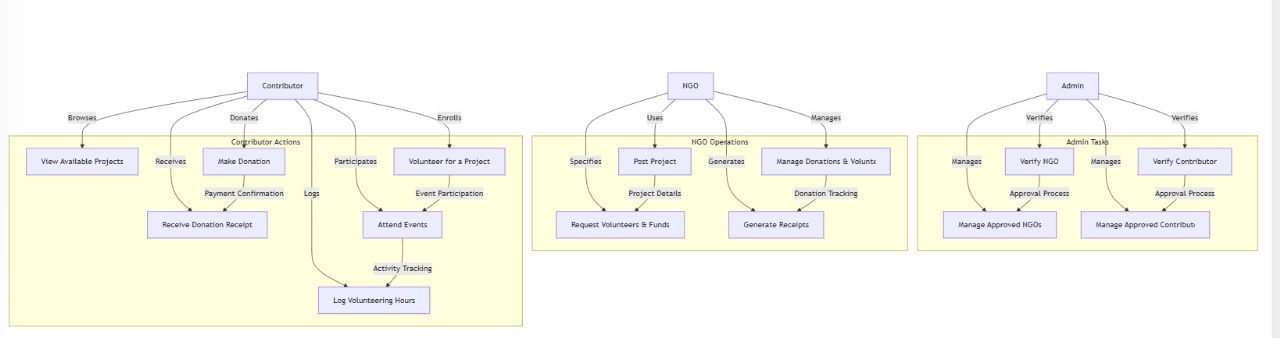 Contributor
NGO
Admin
Browses
Donates
Enrolls
Uses
Manages
Verifies
Verifies
Contributor Actions
NGO Operations
Admin Tasks
View Available Projects
Receives
Make Donation
Participates
Volunteer for a Project
Specifies
Post Project
Generates
Manage Donations & Volunte
Manages
Verify NGO
Manages
Verify Contributor
Payment Confirmation
Logs
Event Participation
Project Details
Donation Tracking
Approval Process
Approval Process
Receive Donation Receipt
Attend Events
Request Volunteers & Funds
Generate Receipts
Manage Approved NGOs
Manage Approved Contribut
Activity Tracking
Log Volunteering Hours